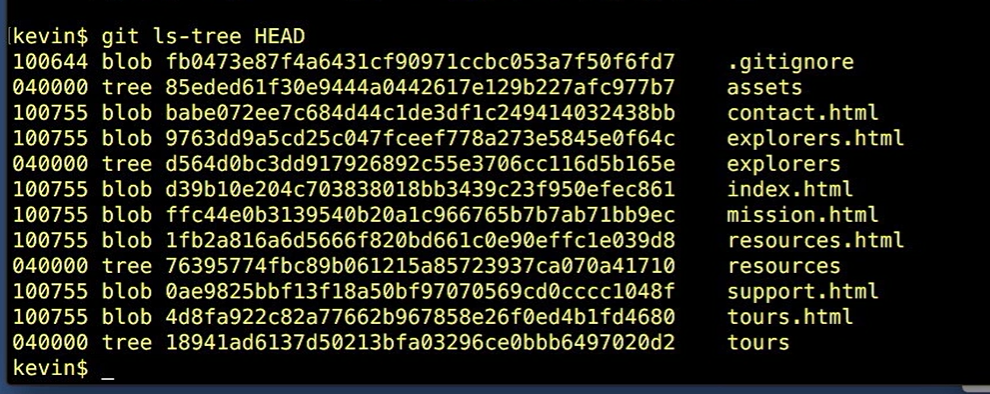 kevin$ git ls-tree HEAD
100644 blob fb0473e87f4a6431cf90971ccbc053a7f50f6fd7 .gitignore
040000 tree 85eded61f30e9444a0442617e129b227afc977b7 assets
100755 blob babe072ee7c684d44c1de3df1c249414032438bb contact.html
100755 blob 9763dd9a5cd25c047fceef778a273e5845e0f64c explorers.html
040000 tree d564d0bc3dd917926892c55e3706cc116d5b165e explorers
100755 blob d39b10e204c703838018bb3439c23f950efec861 index.html
100755 blob ffc44e0b3139540b20a1c966765b7b7ab71bb9ec mission.html
100755 blob 1fb2a816a6d5666f820bd661c0e90effc1e039d8 resources.html
040000 tree 76395774fbc89b061215a85723937ca070a41710 resources
100755 blob 0ae9825bbf13f18a50bf97070569cd0cccc1048f support.html
100755 blob 4d8fa922c82a77662b967858e26f0ed4b1fd4680 tours.html
040000 tree 18941ad6137d50213bfa03296ce0bbb6497020d2 tours
kevin$ _